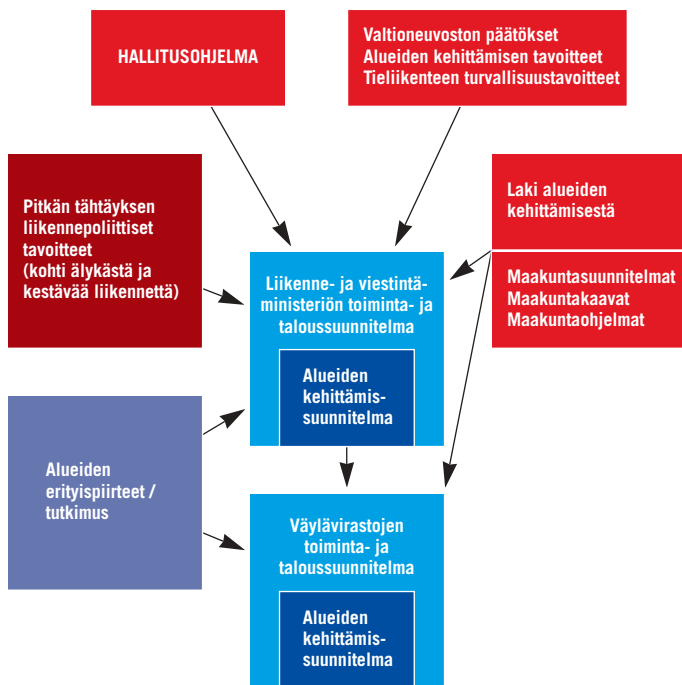 HALLITUSOHJELMA
Valtioneuvoston päätökset
Alueiden kehittämisen tavoitteet
Tieliikenteen turvallisuustavoitteet
Pitkän tähtäyksen
liikennepoliittiset
tavoitteet
(kohti älykästä ja
kestävää liikennettä)
Laki alueiden
kehittämisestä
Maakuntasuunnitelmat
Maakuntakaavat
Maakuntaohjelmat
Liikenne- ja viestintä-
ministeriön toiminta- ja
taloussuunnitelma
Alueiden
kehittämis-
suunnitelma
Alueiden
erityispiirteet /
tutkimus
Väylävirastojen
toiminta- ja
taloussuunnitelma
Alueiden
kehittämis-
suunnitelma